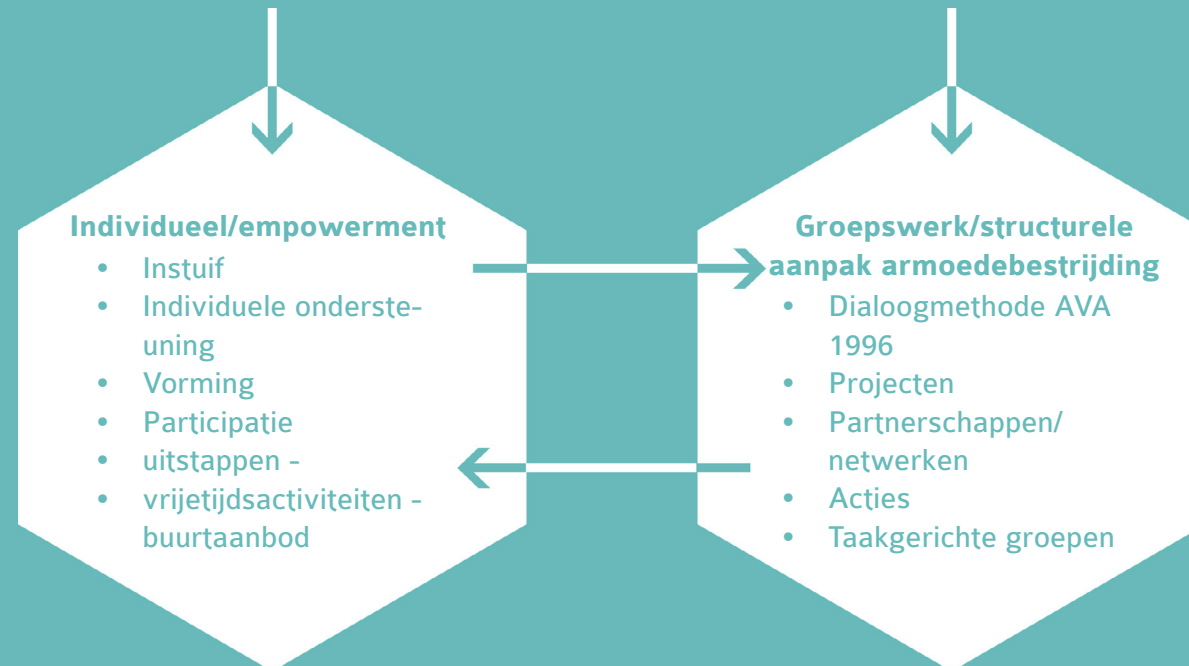 Individueel/empowerment
• Instuif
• Individuele onderste-
uning
• Vorming
• Participatie
• uitstappen -
• vrijetijdsactiviteiten -
buurtaanbod
Groepswerk/structurele
aanpak armoedebestrijding
• Dialoogmethode AVA
1996
• Projecten
• Partnerschappen/
netwerken
• Acties
• Taakgerichte groepen